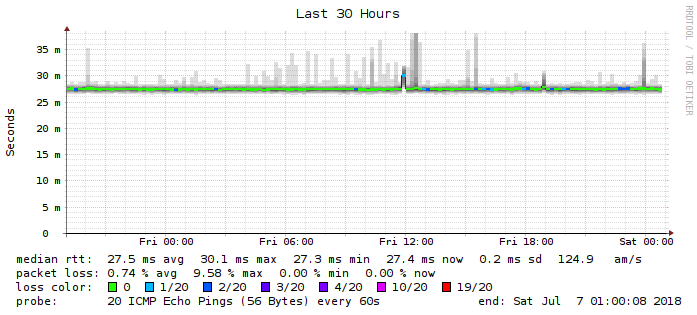 Last 30 Hours
RRDTOOL / TOBI OETIKER
Seconds
35 m
30 m
25 m
20 m
15 m
10 m
5 m
0
Fri 00:00 Fri 06:00 Fri 12:00 Fri 18:00 Sat 00:00
median rtt: 27.5 ms avg 30.1 ms max 27.3 ms min 27.4 ms now 0.2 ms sd 124.9 am/s
packet loss: 0.74 % avg 9.58 % max 0.00 % min 0.00 % now
loss color: 0 1/20 2/20 3/20 4/20 10/20 19/20
probe: 20 ICMP Echo Pings (56 Bytes) every 60s end: Sat Jul 7 01:00:08 2018